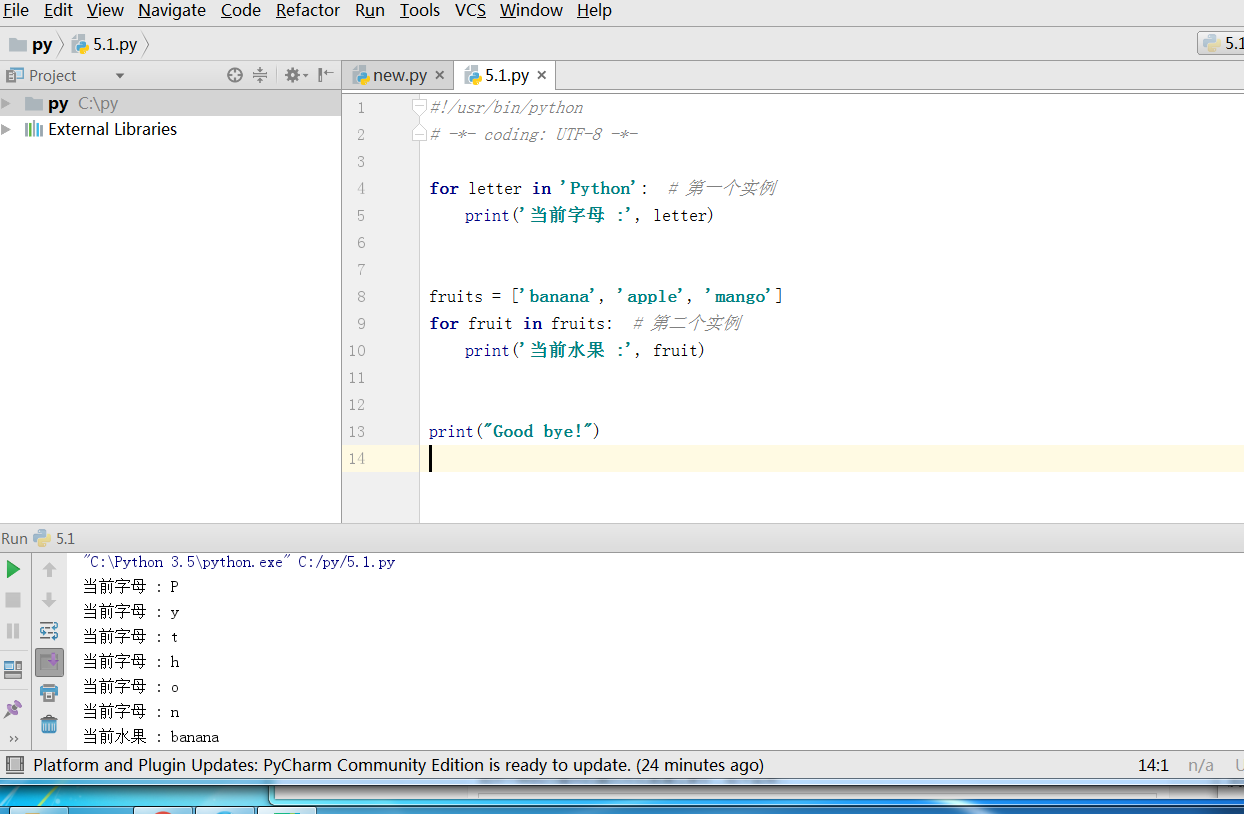 File Edit View Navigate Code Refactor Run Tools VCS Window Help
py 5.1.py 5.1
Project new.py 5.1.py
py C:\py
External Libraries
1 #!/usr/bin/python
2 # -*- coding: UTF-8 -*-
3
4 for letter in 'Python': # 第一个实例
5 print('当前字母 :', letter)
6
7
8 fruits = ['banana', 'apple', 'mango']
9 for fruit in fruits: # 第二个实例
10 print('当前水果 :', fruit)
11
12
13 print("Good bye!")
14
Run 5.1
"C:\Python 3.5\python.exe" C:/py/5.1.py
当前字母 : P
当前字母 : y
当前字母 : t
当前字母 : h
当前字母 : o
当前字母 : n
当前水果 : banana
Platform and Plugin Updates: PyCharm Community Edition is ready to update. (24 minutes ago) 14:1 n/a